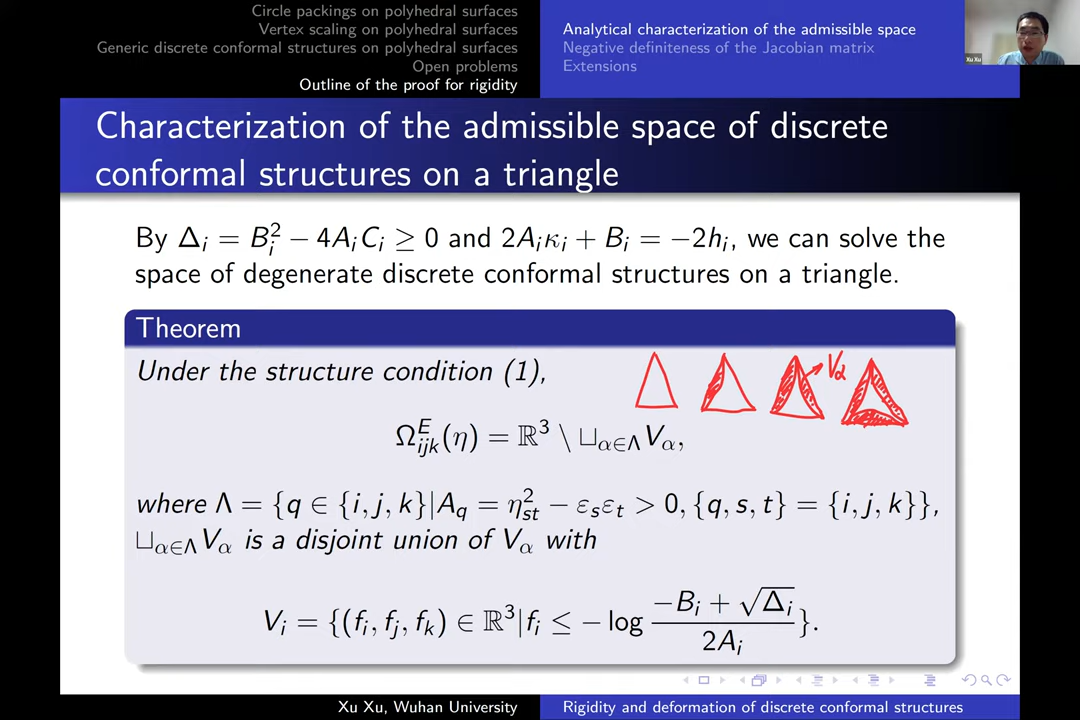 Circle packings on polyhedral surfaces
Vertex scaling on polyhedral surfaces
Generic discrete conformal structures on polyhedral surfaces
Open problems
Outline of the proof for rigidity
Analytical characterization of the admissible space
Negative definiteness of the Jacobian matrix
Extensions
Xu Xu
Characterization of the admissible space of discrete
conformal structures on a triangle
By Δ_i = B_i^2 − 4A_iC_i ≥ 0 and 2A_iκ_i + B_i = −2h_i, we can solve the
space of degenerate discrete conformal structures on a triangle.
Theorem
Under the structure condition (1),
V_α
Ω^E_{ijk}(η) = ℝ^3 \ ⊔_{α∈Λ}V_α,
where Λ = {q ∈ {i, j, k}|A_q = η_{st}^2 − ε_sε_t > 0, {q, s, t} = {i, j, k}},
⊔_{α∈Λ}V_α is a disjoint union of V_α with
V_i = {(f_i, f_j, f_k) ∈ ℝ^3|f_i ≤ − log \frac{−B_i + \sqrt{Δ_i}}{2A_i}}.
Xu Xu, Wuhan University
Rigidity and deformation of discrete conformal structures